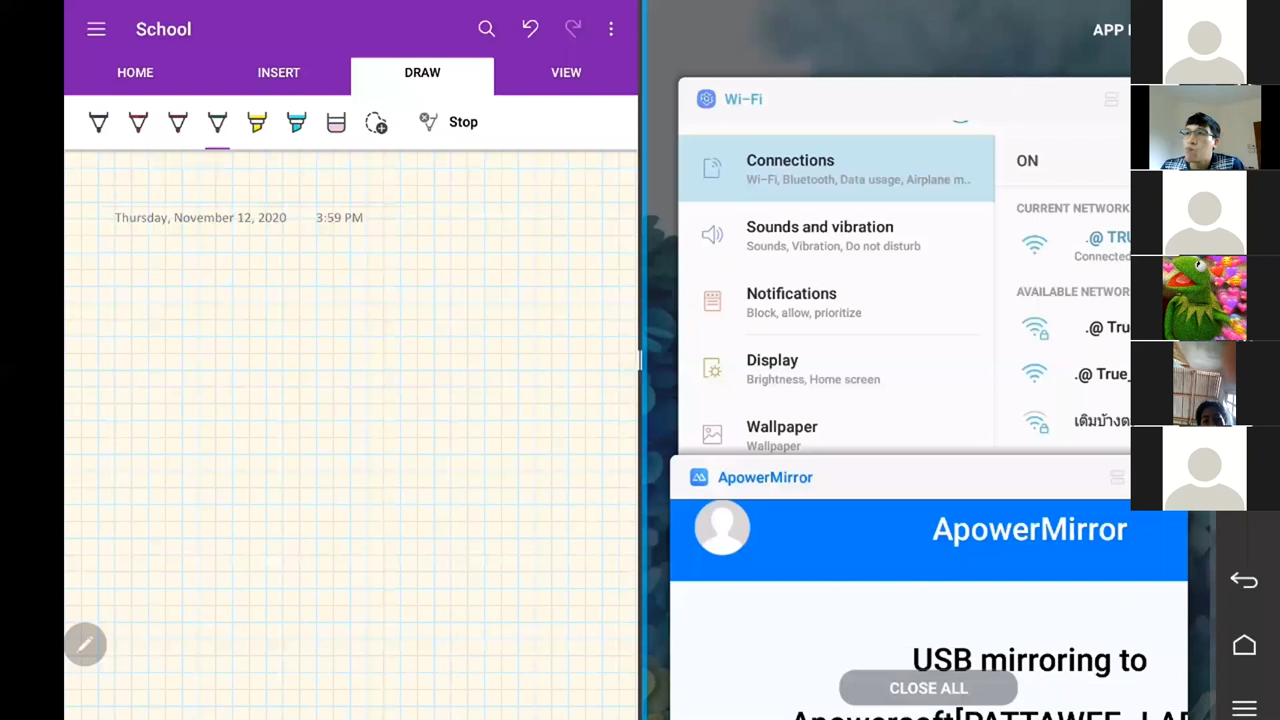 School
HOME INSERT DRAW VIEW
Stop
Thursday, November 12, 2020 3:59 PM
APP
Wi-Fi
Connections
Wi-Fi, Bluetooth, Data usage, Airplane m..
Sounds and vibration
Sounds, Vibration, Do not disturb
Notifications
Block, allow, prioritize
Display
Brightness, Home screen
Wallpaper
Wallpaper
ON
CURRENT NETWORK
.@ TRU
Connected
AVAILABLE NETWOR
.@ Tru
.@ True_
เดิมบ้าง
ApowerMirror
ApowerMirror
USB mirroring to
CLOSE ALL